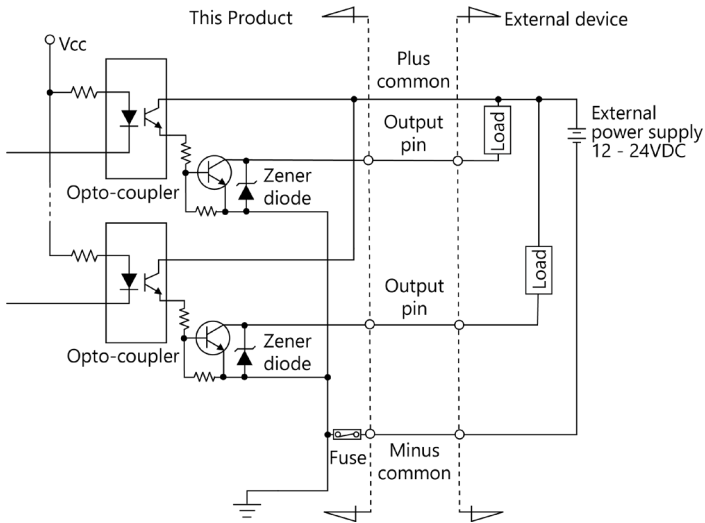 This Product
External device
Vcc
Plus
common
Output
pin
Load
External
power supply
12 - 24VDC
Opto-coupler
Zener
diode
Load
Output
pin
Opto-coupler
Zener
diode
Fuse
Minus
common